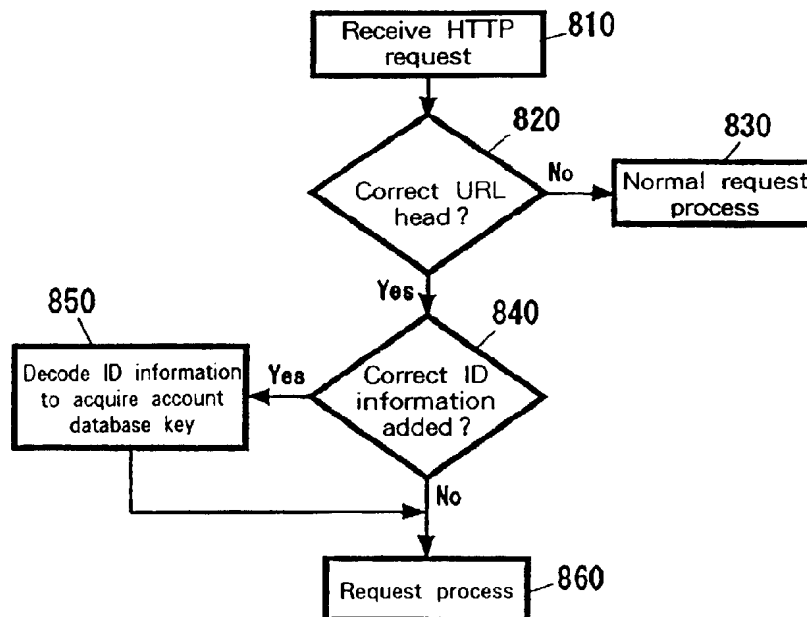 Receive HTTP
request
810
820
Correct URL
head ?
No
830
Normal request
process
Yes
840
Correct ID
information
added ?
Yes
850
Decode ID information
to acquire account
database key
No
Request process
860